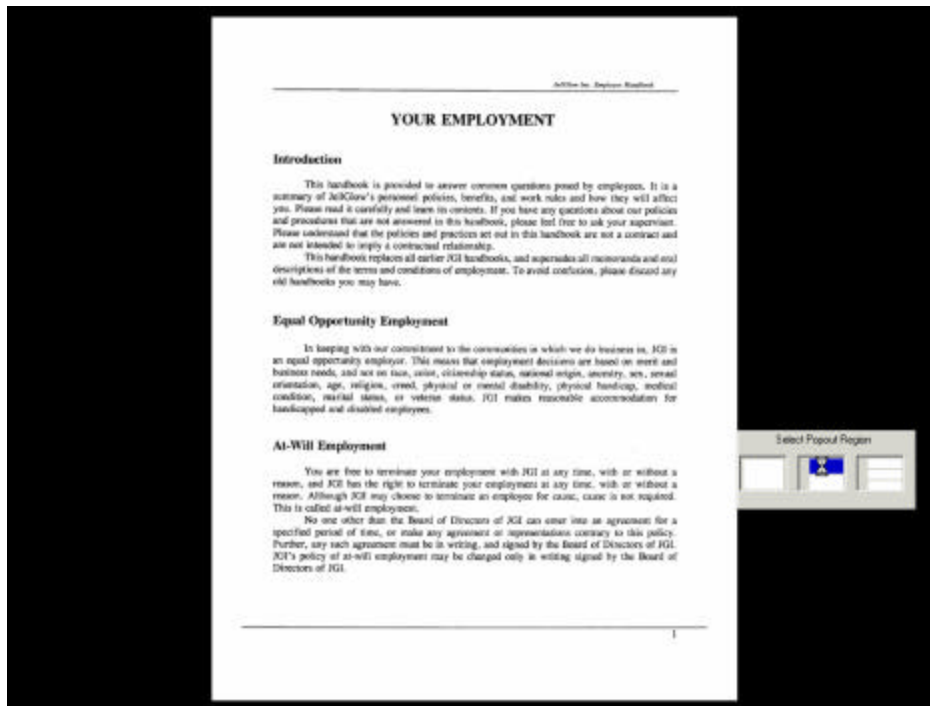 JellGlow Inc. Employee Handbook
YOUR EMPLOYMENT
Introduction
This handbook is provided to answer common questions posed by employees. It is a
summary of JellGlow's personnel policies, benefits, and work rules and how they will affect
you. Please read it carefully and learn its contents. If you have any questions about our policies
and procedures that are not answered in this handbook, please feel free to ask your supervisor.
Please understand that the policies and practices set out in this handbook are not a contract and
are not intended to imply a contractual relationship.
This handbook replaces all earlier JGI handbooks, and supersedes all memoranda and oral
descriptions of the terms and conditions of employment. To avoid confusion, please discard any
old handbooks you may have.
Equal Opportunity Employment
In keeping with our commitment to the communities in which we do business in, JGI is
an equal opportunity employer. This means that employment decisions are based on merit and
business needs, and not on race, color, citizenship status, national origin, ancestry, sex, sexual
orientation, age, religion, creed, physical or mental disability, physical handicap, medical
condition, marital status, or veteran status. JGI makes reasonable accommodation for
handicapped and disabled employees.
At-Will Employment
You are free to terminate your employment with JGI at any time, with or without a
reason, and JGI has the right to terminate your employment at any time, with or without a
reason. Although JGI may choose to terminate an employee for cause, cause is not required.
This is called at-will employment.
No one other than the Board of Directors of JGI can enter into an agreement for a
specified period of time, or make any agreement or representations contrary to this policy.
Further, any such agreement must be in writing, and signed by the Board of Directors of JGI.
JGI's policy of at-will employment may be changed only in writing signed by the Board of
Directors of JGI.
1
Select Popout Region